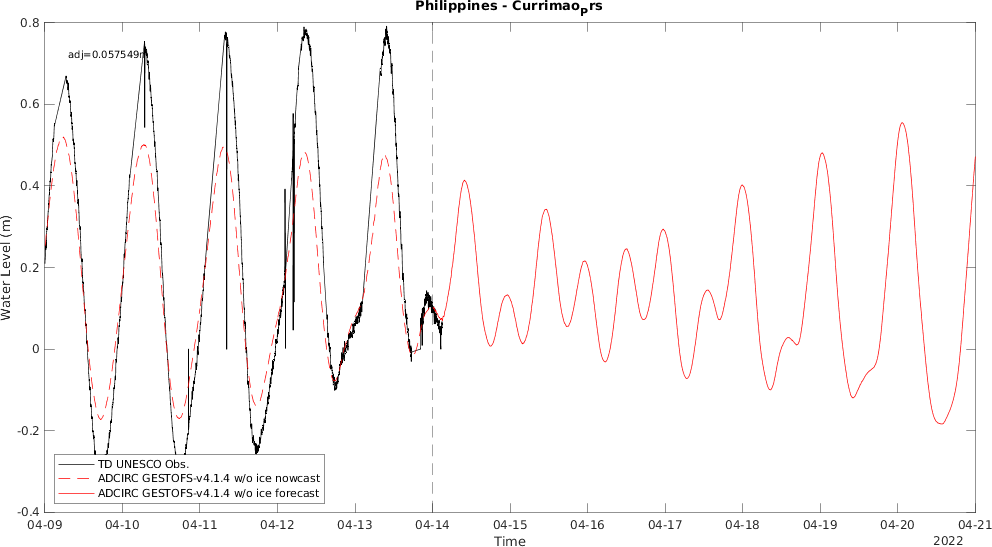 Philippines - Currimao_prs
adj=0.057549m
Water Level (m)
0.8
0.6
0.4
0.2
0
-0.2
-0.4
TD UNESCO Obs.
ADCIRC GESTOFS-v4.1.4 w/o ice nowcast
ADCIRC GESTOFS-v4.1.4 w/o ice forecast
04-09 04-10 04-11 04-12 04-13 04-14 04-15 04-16 04-17 04-18 04-19 04-20 04-21
Time
2022